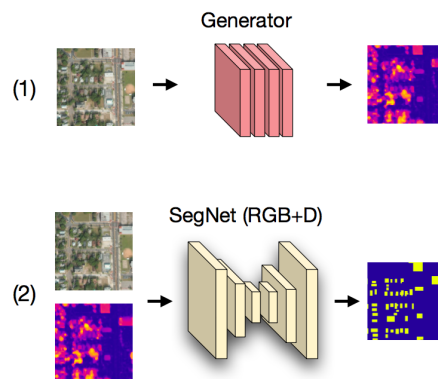 Generator
(1)
SegNet (RGB+D)
(2)